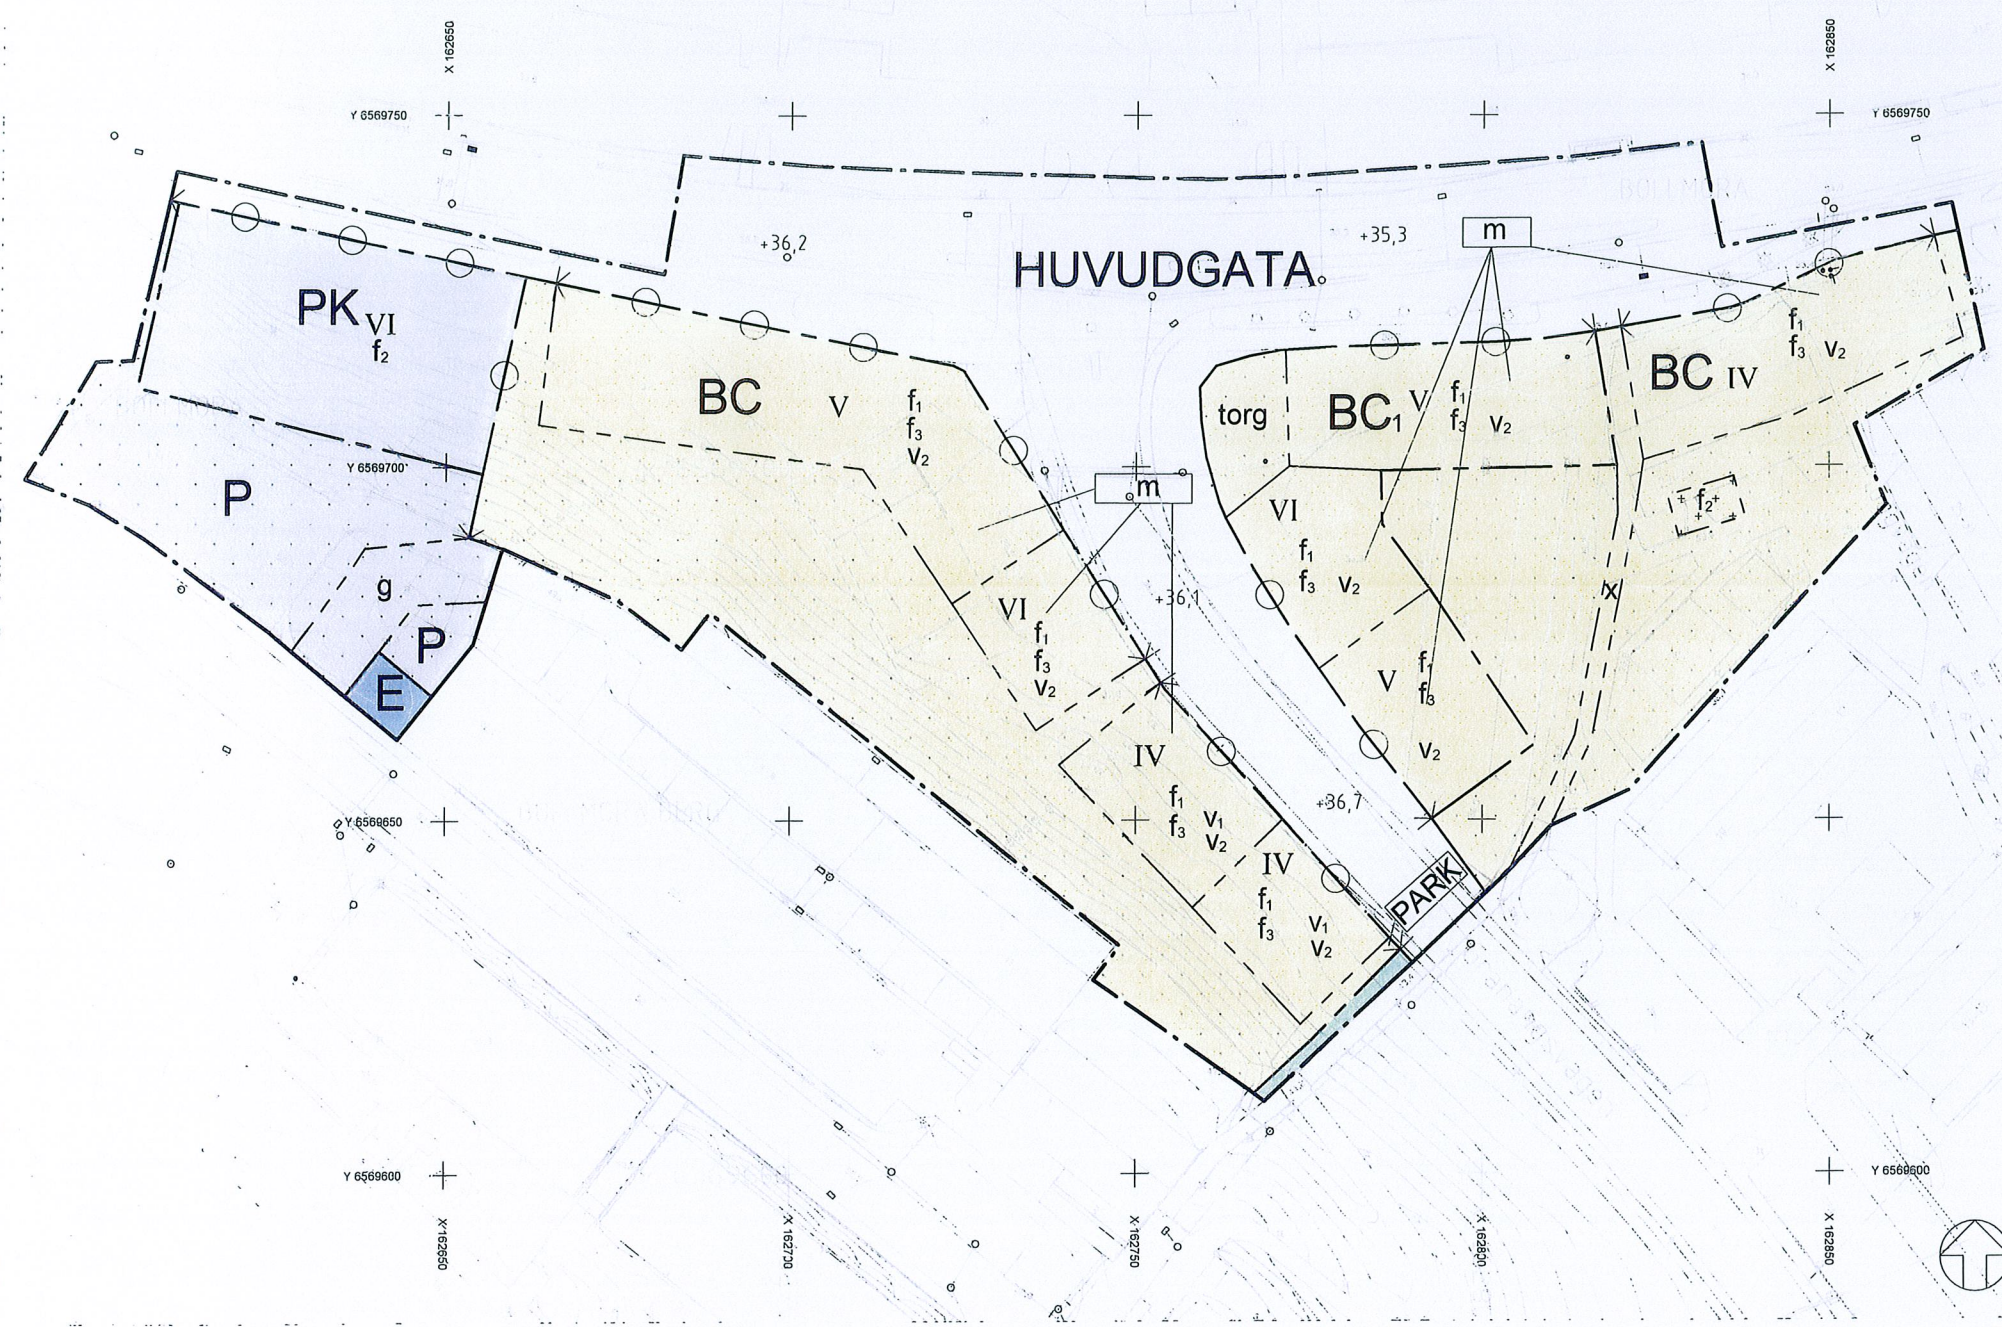 X 162650
X 162850
Y 6569750
Y 6569750
+36,2
+35,3
m
HUVUDGATA
PK VI
f2
BC V
f1
f3
v2
torg
BC1 V
f1
f3
v2
BC IV
f1
f3 v2
Y 6569700
P
m
VI
f1
f3 v2
f2
g
P
E
VI
f1
f3
v2
+36,1
x
V
f1
f3
v2
IV
f1
f3
v1
v2
+36,7
Y 6569650
IV
f1
f3
v1
v2
PARK
Y 6569600
Y 6569600
X 162650
X 162700
X 162750
X 162800
X 162850